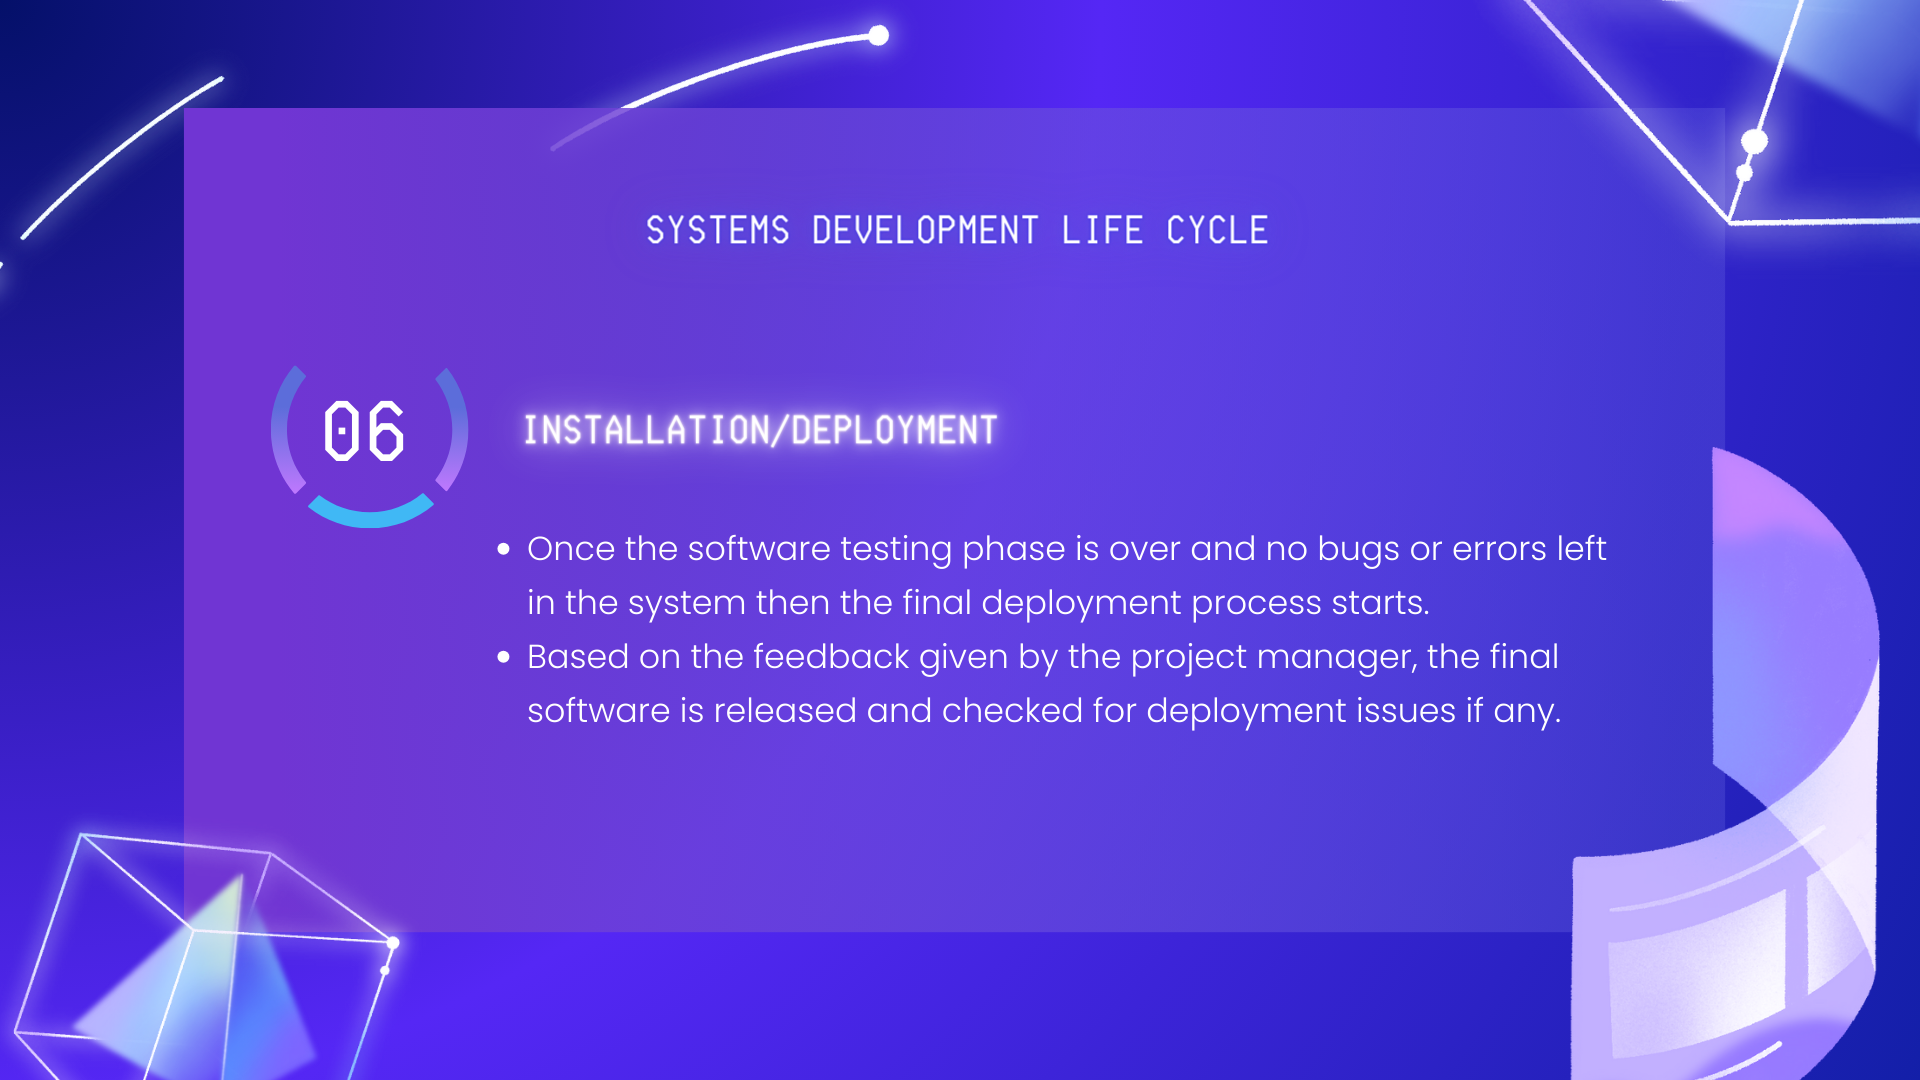 SYSTEMS DEVELOPMENT LIFE CYCLE
06
INSTALLATION/DEPLOYMENT
• Once the software testing phase is over and no bugs or errors left
in the system then the final deployment process starts.
• Based on the feedback given by the project manager, the final
software is released and checked for deployment issues if any.